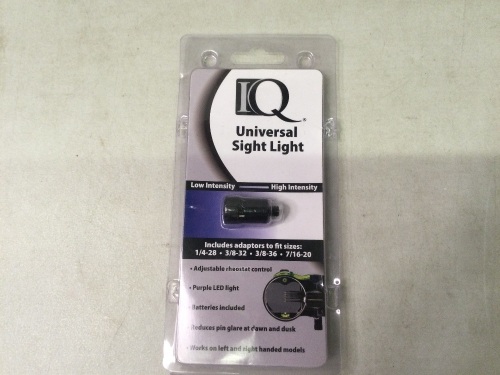 IQ®
Universal
Sight Light
Low Intensity High Intensity
Includes adaptors to fit sizes:
1/4-28 • 3/8-32 • 3/8-36 • 7/16-20
• Adjustable rheostat control
• Purple LED light
• Batteries included
• Reduces pin glare at dawn and dusk
• Works on left and right handed models